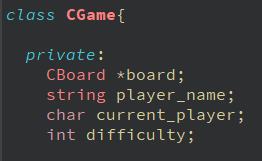 class CGame{
private:
CBoard *board;
string player_name;
char current_player;
int difficulty;